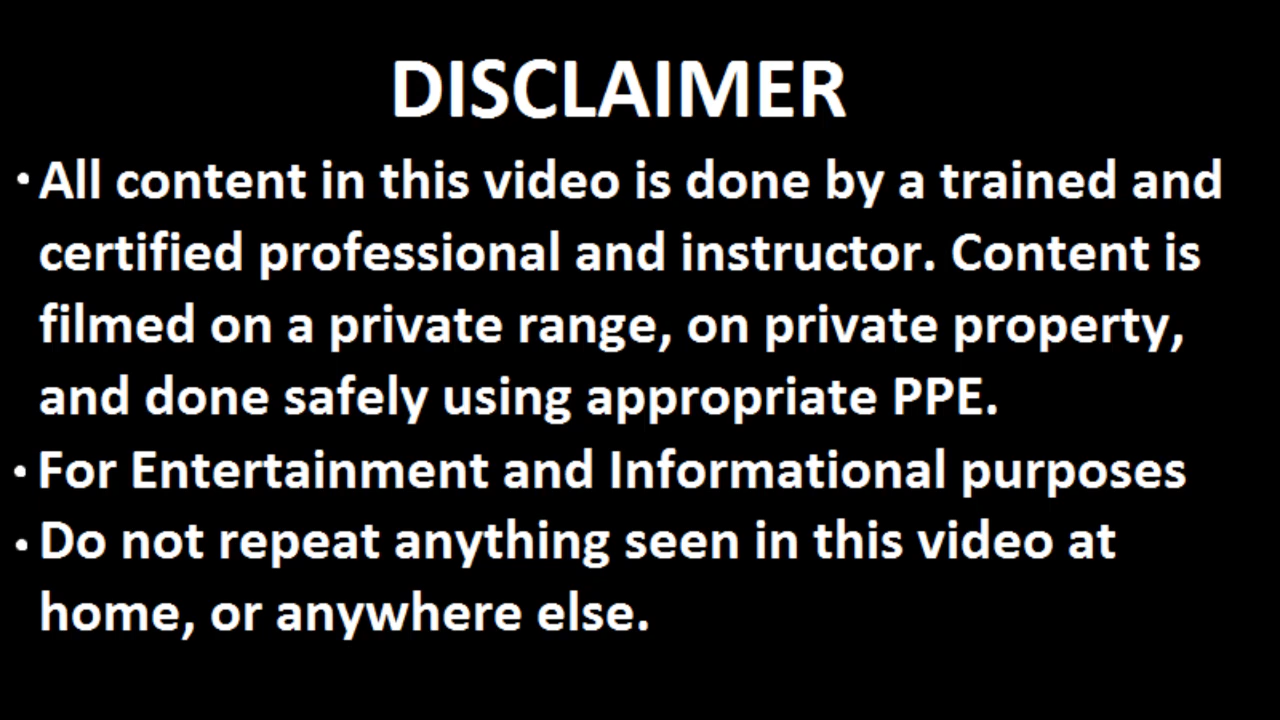 DISCLAIMER
• All content in this video is done by a trained and
certified professional and instructor. Content is
filmed on a private range, on private property,
and done safely using appropriate PPE.
• For Entertainment and Informational purposes
• Do not repeat anything seen in this video at
home, or anywhere else.